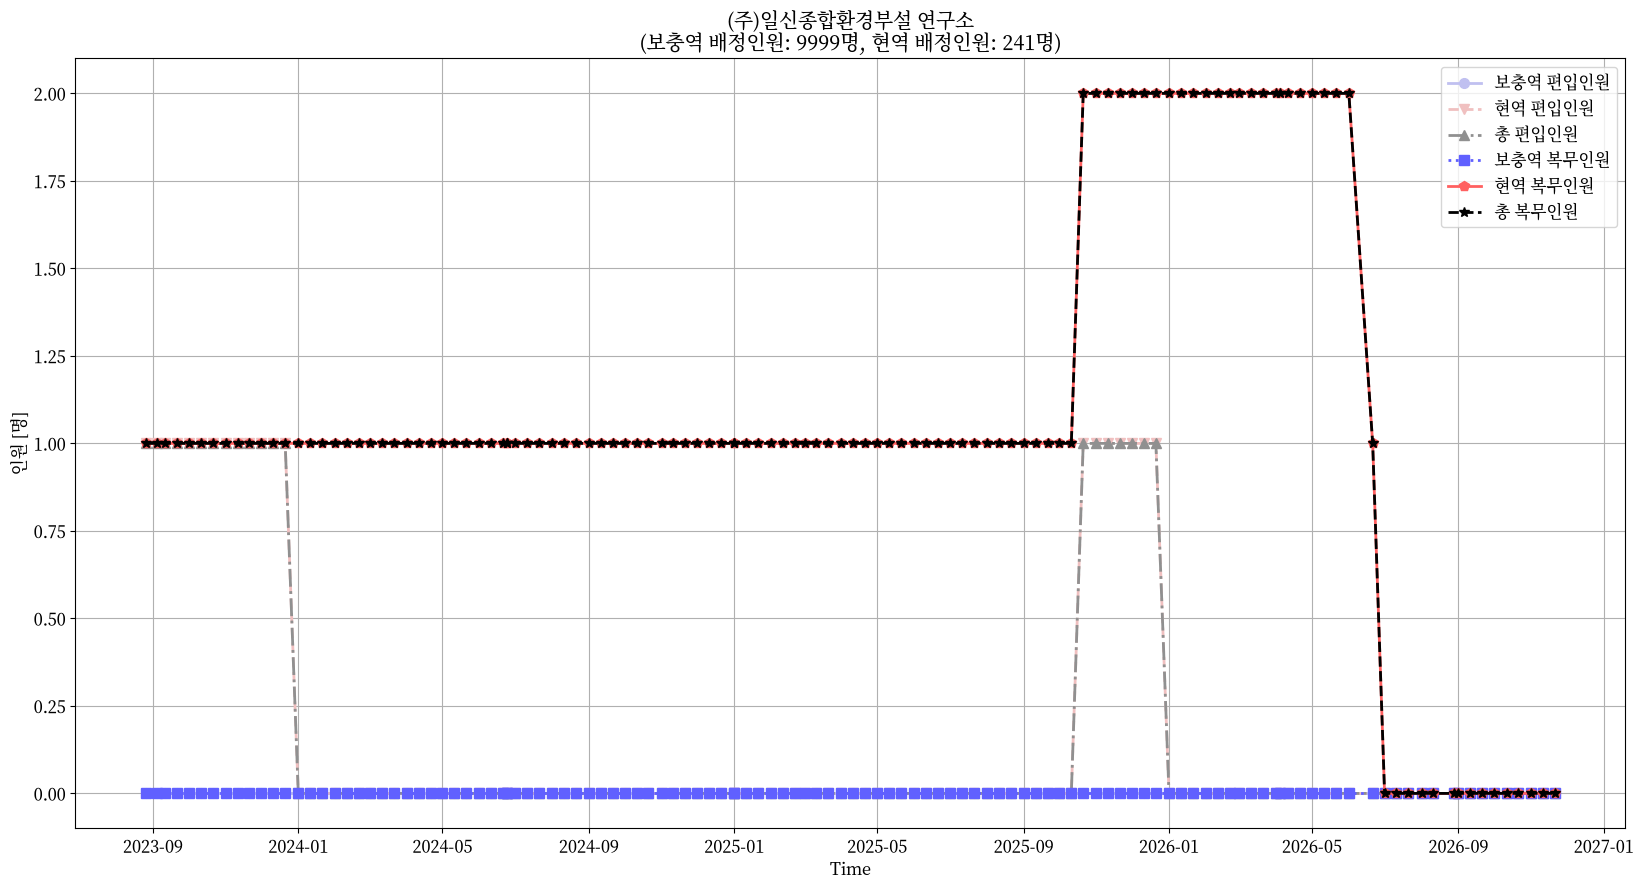 (주)일신종합환경부설 연구소
(보충역 배정인원: 9999명, 현역 배정인원: 241명)
보충역 편입인원
현역 편입인원
총 편입인원
보충역 복무인원
현역 복무인원
총 복무인원
인원 [명]
2.00
1.75
1.50
1.25
1.00
0.75
0.50
0.25
0.00
2023-09 2024-01 2024-05 2024-09 2025-01 2025-05 2025-09 2026-01 2026-05 2026-09 2027-01
Time